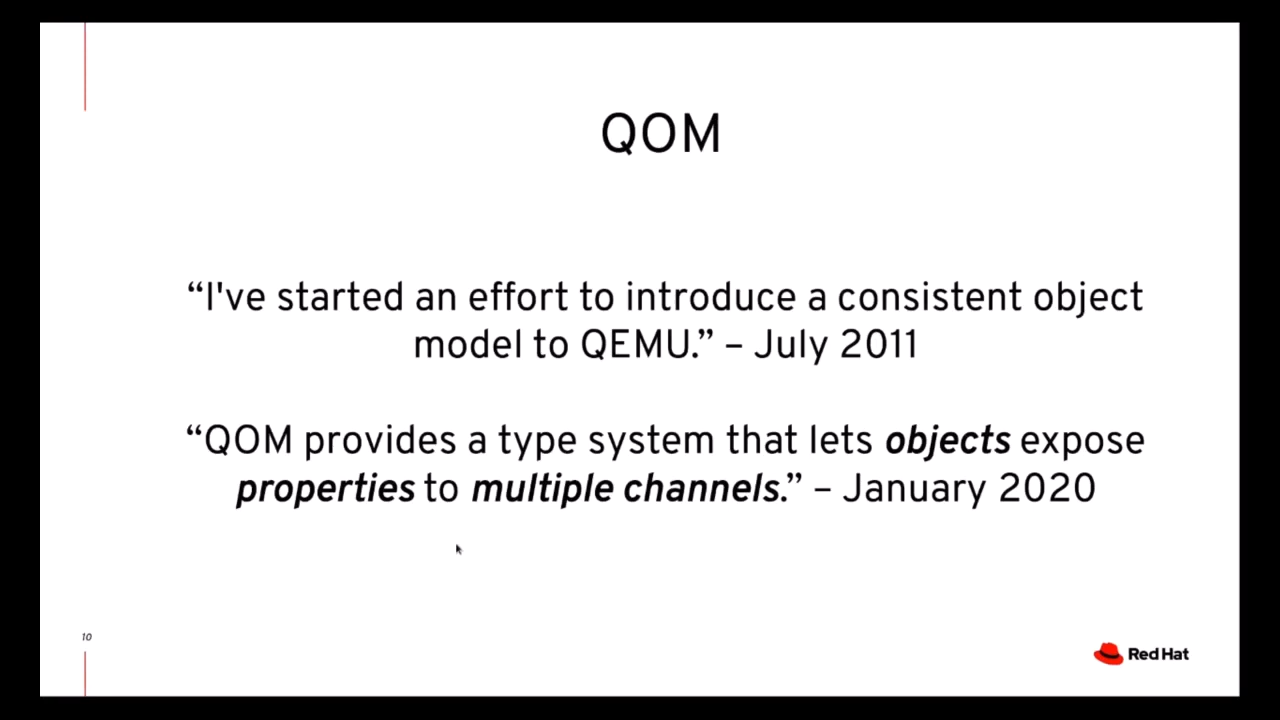 QOM
“I've started an effort to introduce a consistent object
model to QEMU.” – July 2011
“QOM provides a type system that lets objects expose
properties to multiple channels.” – January 2020
10
Red Hat